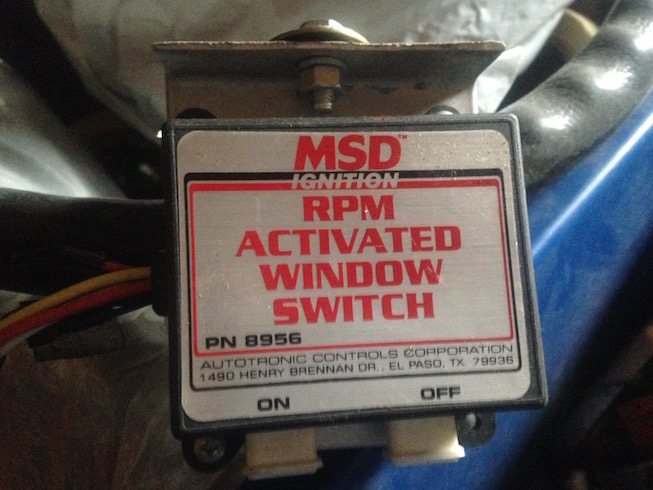 MSD™
IGNITION
RPM
ACTIVATED
WINDOW
SWITCH
PN 8956
AUTOTRONIC CONTROLS CORPORATION
1490 HENRY BRENNAN DR., EL PASO, TX. 79936
ON OFF